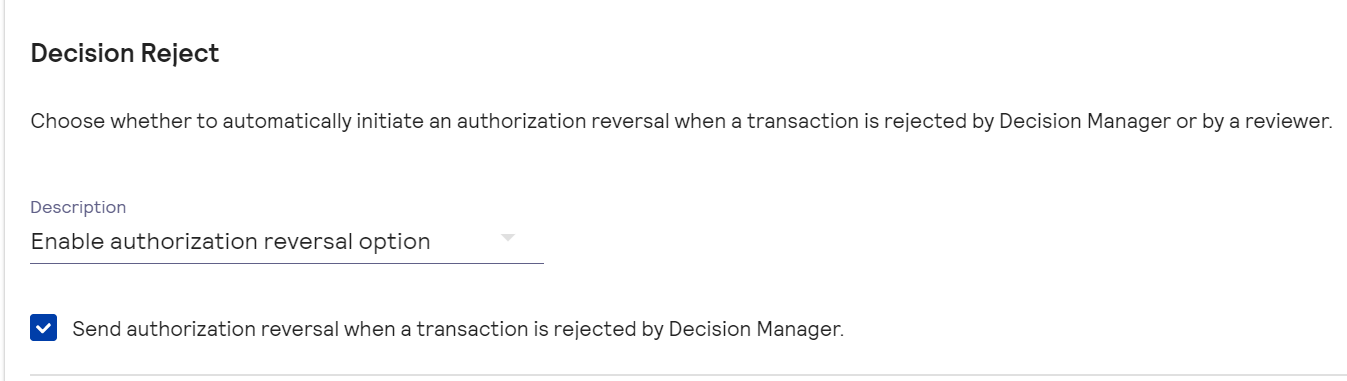 Decision Reject
Choose whether to automatically initiate an authorization reversal when a transaction is rejected by Decision Manager or by a reviewer.
Description
Enable authorization reversal option
Send authorization reversal when a transaction is rejected by Decision Manager.